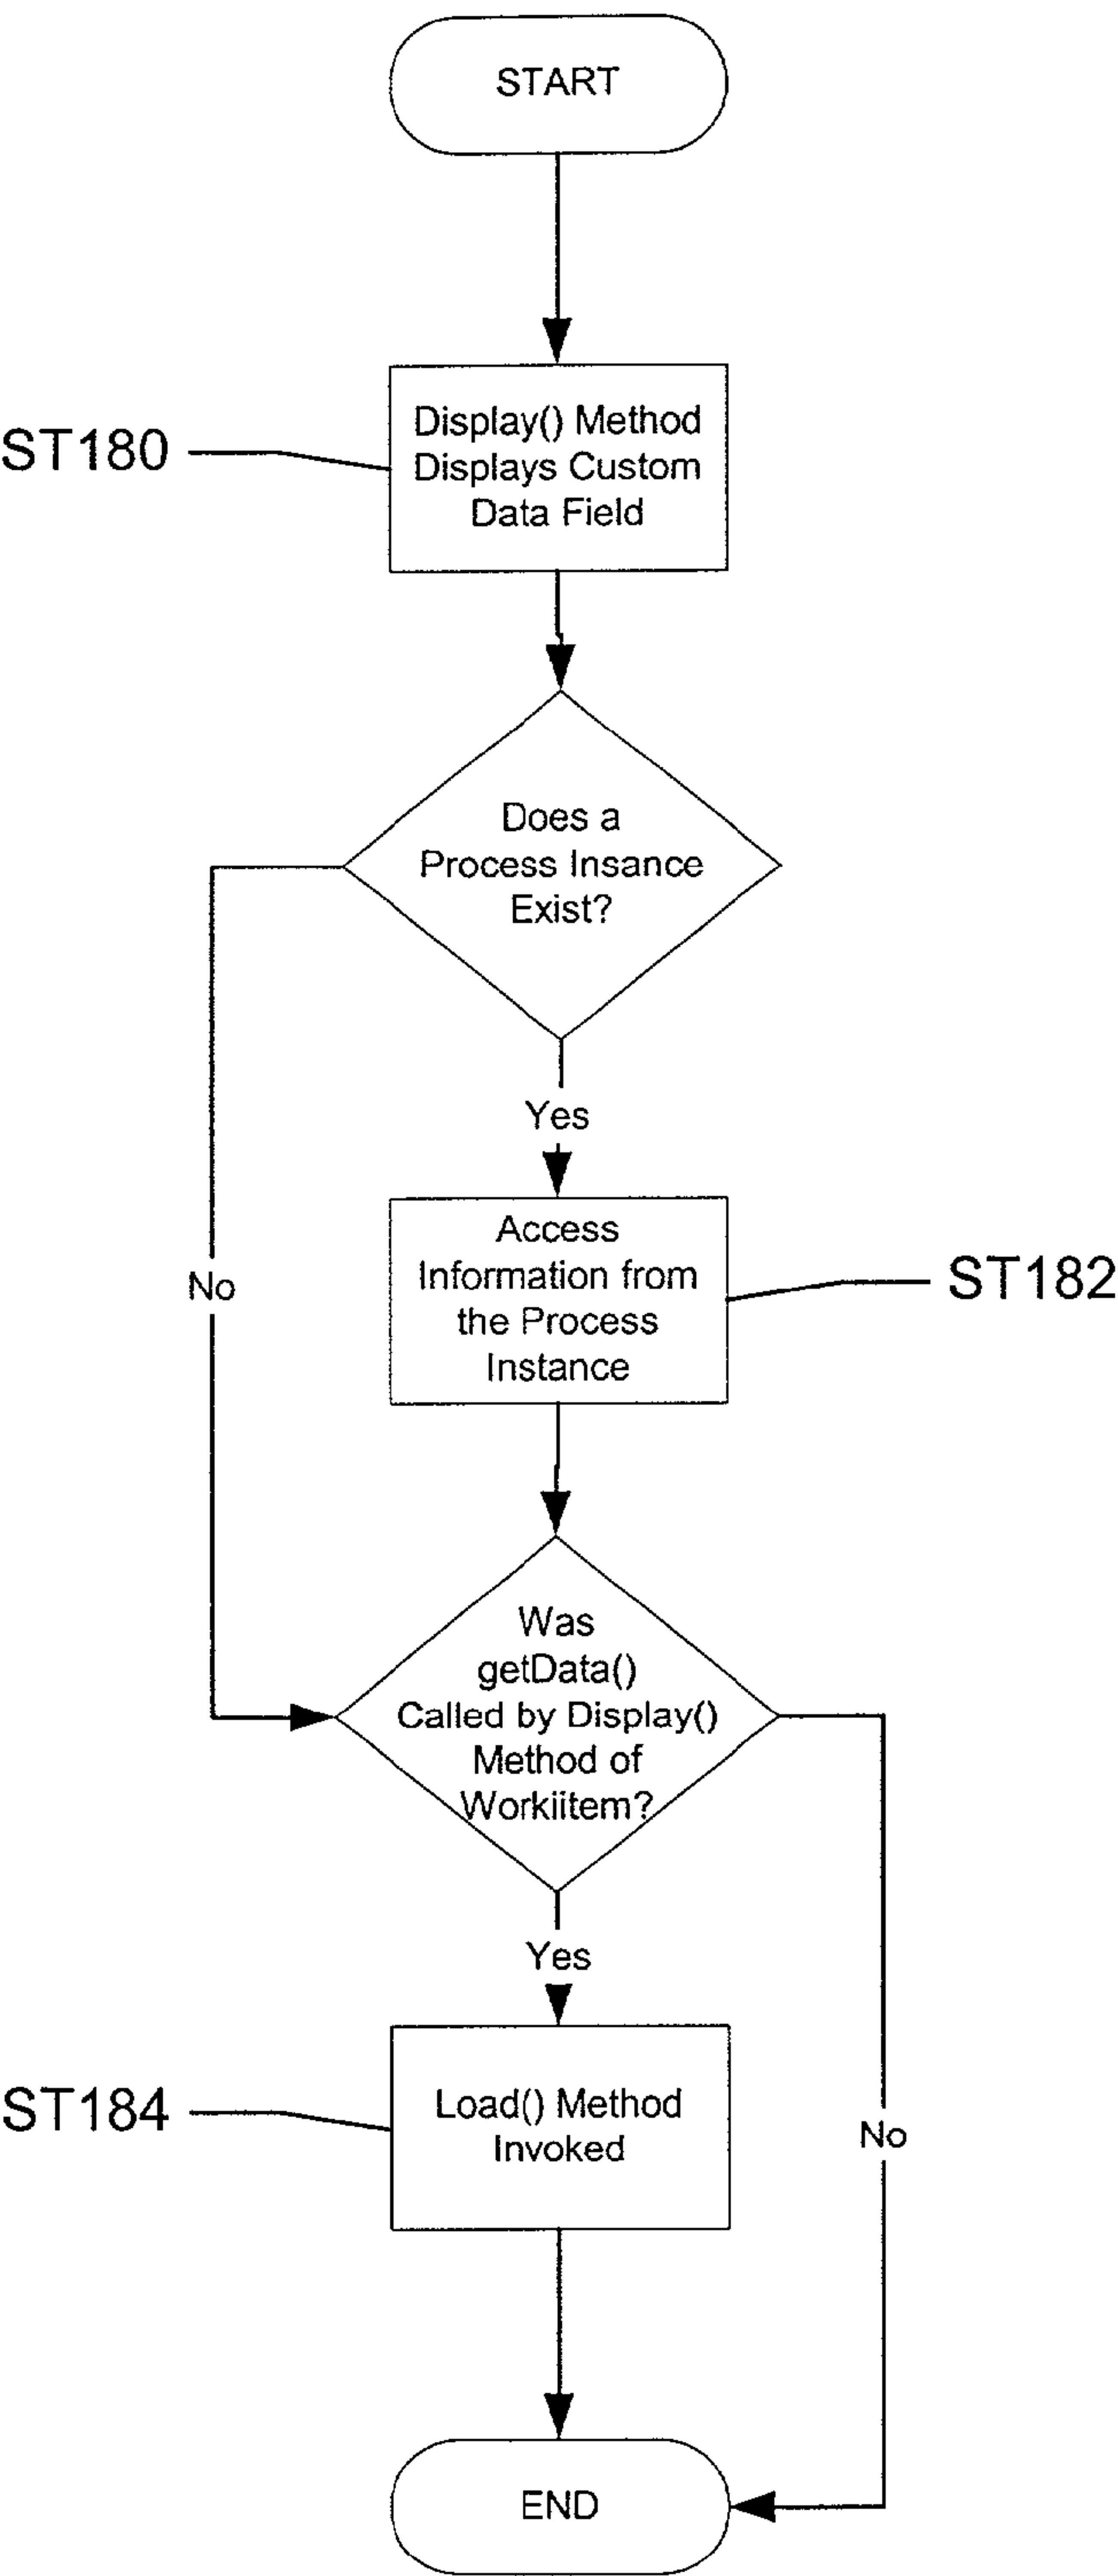 START
ST180
Display() Method
Displays Custom
Data Field
Does a
Process Insance
Exist?
Yes
No
Access
Information from
the Process
Instance
ST182
Was
getData()
Called by Display()
Method of
Workiitem?
Yes
ST184
Load() Method
Invoked
No
END